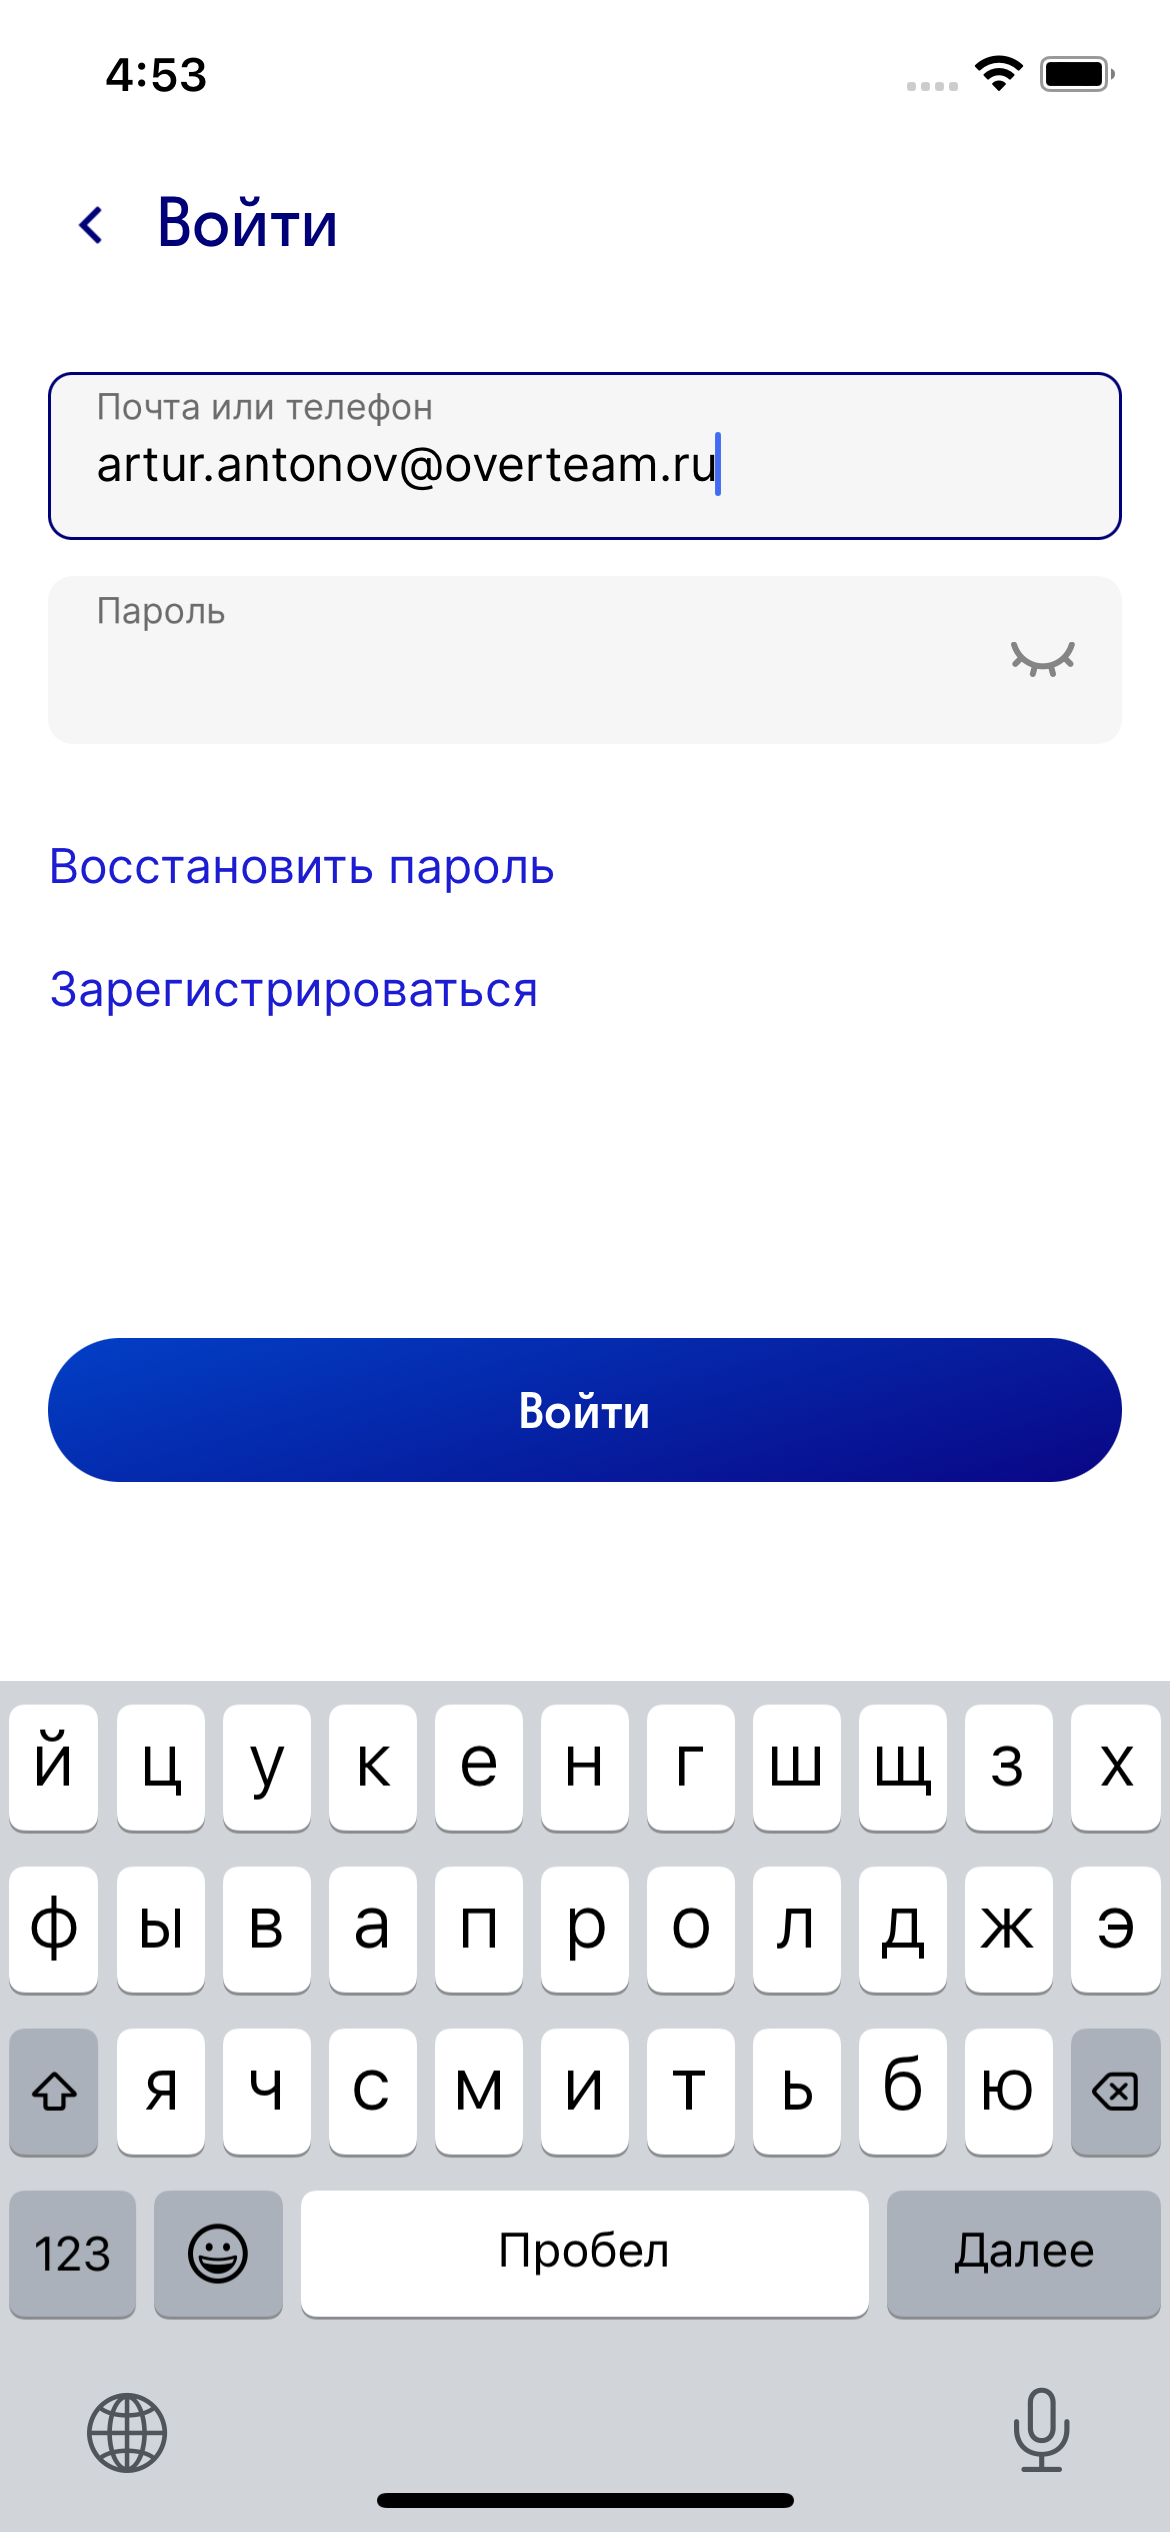 4:53
Войти
Почта или телефон
artur.antonov@overteam.ru
Пароль
Восстановить пароль
Зарегистрироваться
Войти
й ц у к е н г ш щ з х
ф ы в а п р о л д ж э
я ч с м и т ь б ю
123 Пробел Далее